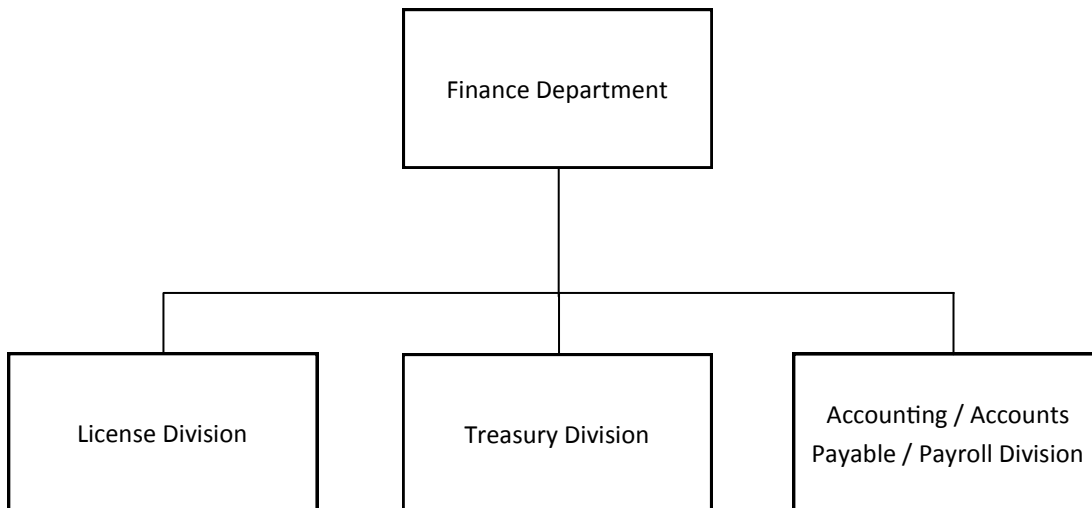 Finance Department
License Division
Treasury Division
Accounting / Accounts
Payable / Payroll Division